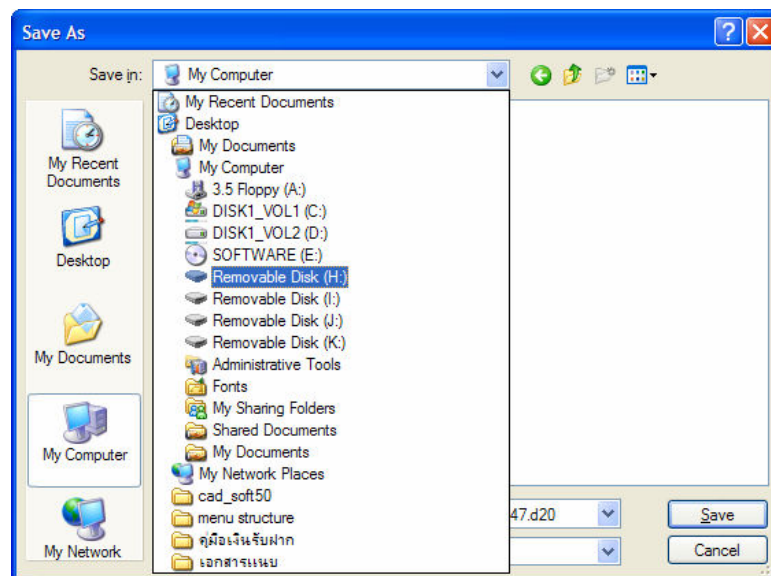 Save As
Save in:
My Computer
My Recent Documents
Desktop
My Documents
My Computer
3.5 Floppy (A:)
DISK1_VOL1 (C:)
DISK1_VOL2 (D:)
SOFTWARE (E:)
Removable Disk (H:)
Removable Disk (I:)
Removable Disk (J:)
Removable Disk (K:)
Administrative Tools
Fonts
My Sharing Folders
Shared Documents
My Documents
My Network Places
cad_soft50
menu structure
คู่มือเงินรับฝาก
เอกสารแนบ
My Recent
Documents
Desktop
My Documents
My Computer
My Network
47.d20
Save
Cancel